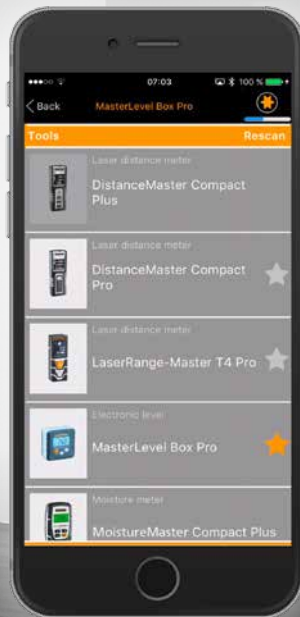 07:03
100 %
Back
MasterLevel Box Pro
Tools
Rescan
Laser distance meter
DistanceMaster Compact
Plus
Laser distance meter
DistanceMaster Compact
Pro
Laser distance meter
LaserRange-Master T4 Pro
Electronic level
MasterLevel Box Pro
Moisture meter
MoistureMaster Compact Plus